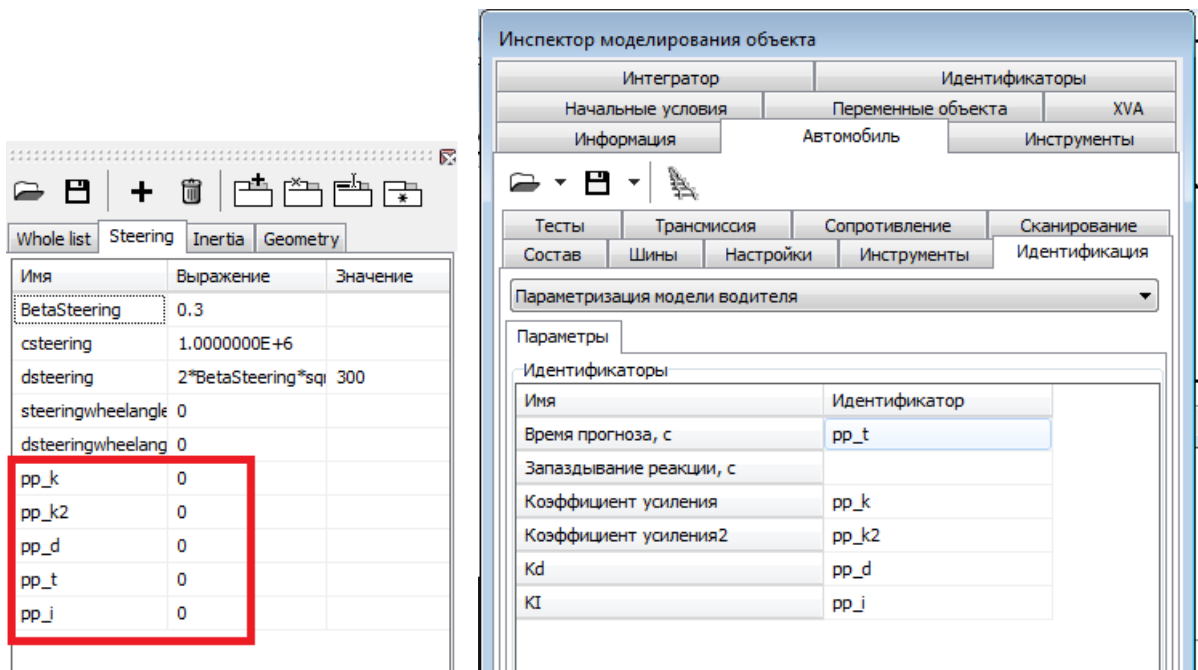 Whole list Steering Inertia Geometry
Имя Выражение Значение
BetaSteering 0.3
csteering 1.0000000E+6
dsteering 2*BetaSteering*sqı 300
steeringwheelangle 0
dsteeringwheelang 0
pp_k 0
pp_k2 0
pp_d 0
pp_t 0
pp_i 0
Инспектор моделирования объекта
Интегратор Идентификаторы
Начальные условия Переменные объекта XVA
Информация Автомобиль Инструменты
Тесты Трансмиссия Сопротивление Сканирование
Состав Шины Настройки Инструменты Идентификация
Параметризация модели водителя
Параметры
Идентификаторы
Имя Идентификатор
Время прогноза, с pp_t
Запаздывание реакции, с
Коэффициент усиления pp_k
Коэффициент усиления2 pp_k2
Kd pp_d
KI pp_i